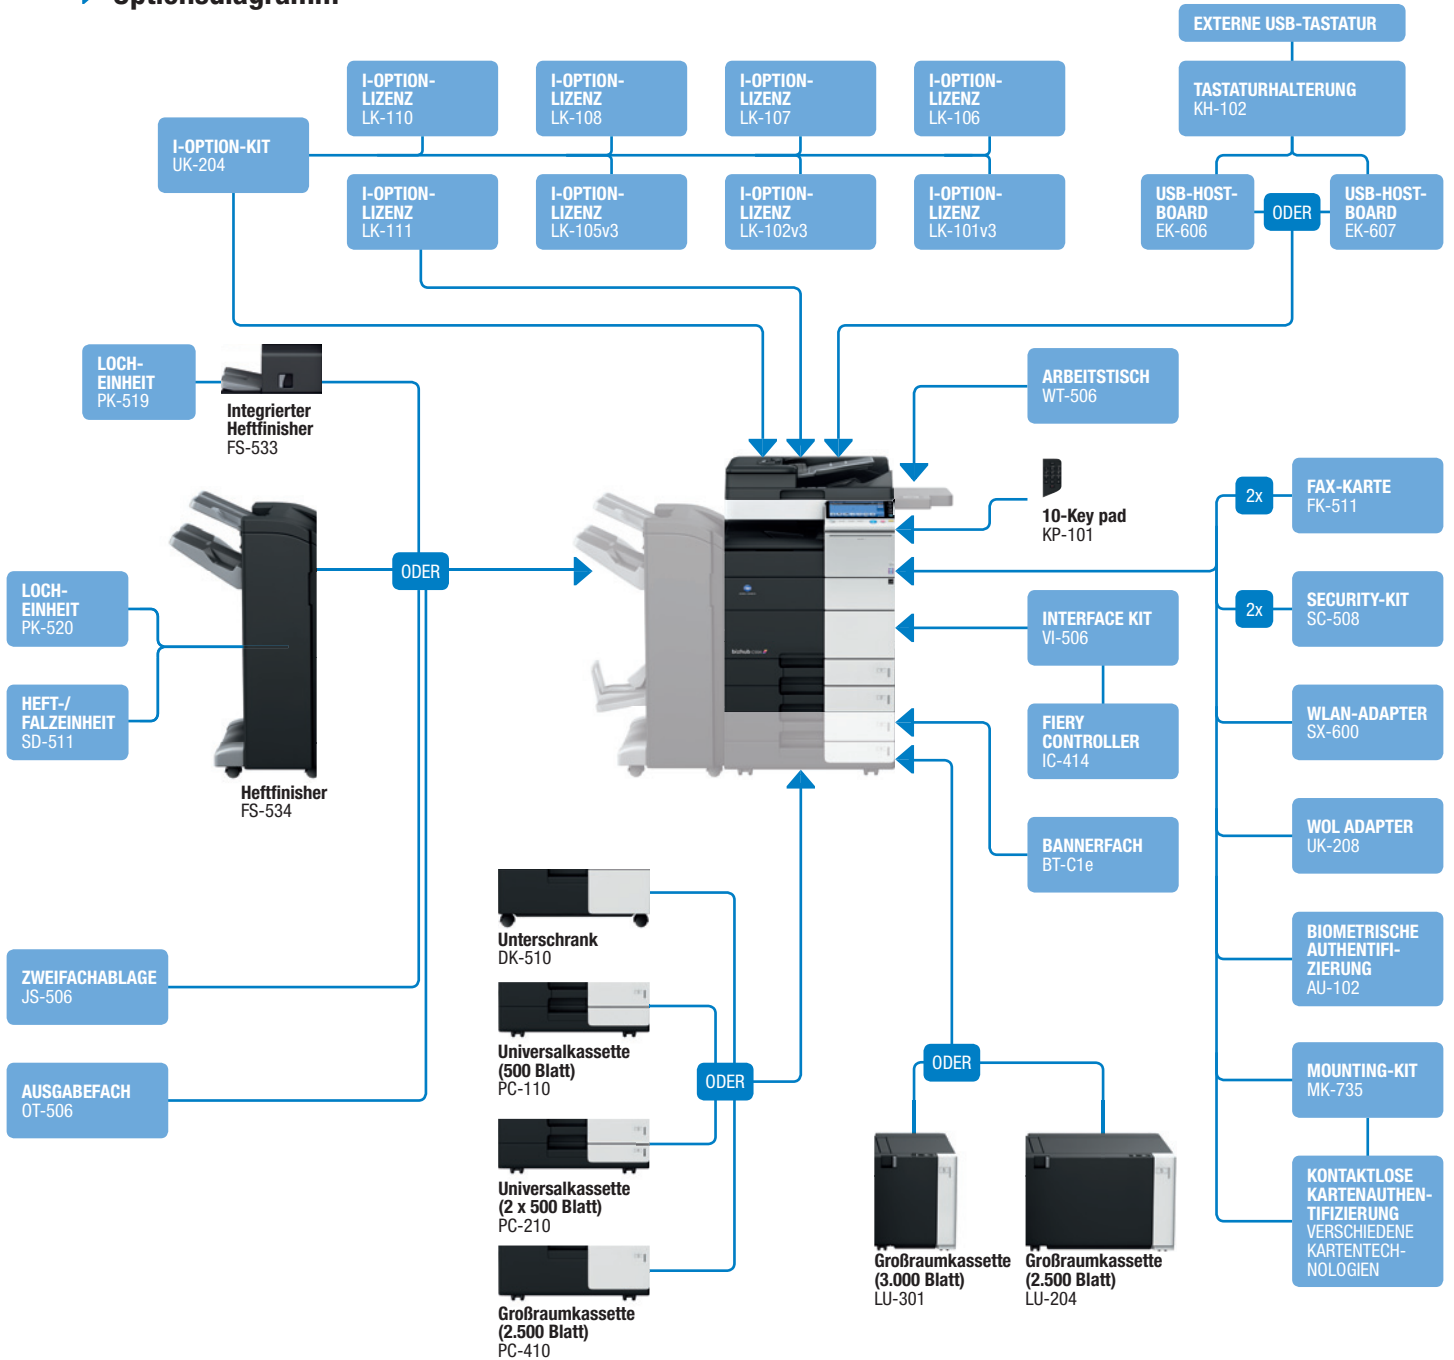 Optionsdiagramm
EXTERNE USB-TASTATUR
I-OPTION-
LIZENZ
LK-110
I-OPTION-
LIZENZ
LK-108
I-OPTION-
LIZENZ
LK-107
I-OPTION-
LIZENZ
LK-106
TASTATURHALTERUNG
KH-102
I-OPTION-KIT
UK-204
I-OPTION-
LIZENZ
LK-111
I-OPTION-
LIZENZ
LK-105v3
I-OPTION-
LIZENZ
LK-102v3
I-OPTION-
LIZENZ
LK-101v3
USB-HOST-
BOARD
EK-606
ODER
USB-HOST-
BOARD
EK-607
LOCH-
EINHEIT
PK-519
Integrierter
Heftfinisher
FS-533
ARBEITSTISCH
WT-506
10-Key pad
KP-101
2x
FAX-KARTE
FK-511
ODER
LOCH-
EINHEIT
PK-520
HEFT-/
FALZEINHEIT
SD-511
Heftfinisher
FS-534
bizhub
INTERFACE KIT
VI-506
2x
SECURITY-KIT
SC-508
FIERY
CONTROLLER
IC-414
WLAN-ADAPTER
SX-600
BANNERFACH
BT-C1e
WOL ADAPTER
UK-208
Unterschrank
DK-510
BIOMETRISCHE
AUTHENTIFI-
ZIERUNG
AU-102
ZWEIFACHABLAGE
JS-506
Universalkassette
(500 Blatt)
PC-110
ODER
ODER
MOUNTING-KIT
MK-735
AUSGABEFACH
OT-506
Universalkassette
(2 x 500 Blatt)
PC-210
KONTAKTLOSE
KARTENAUTHEN-
TIFIZIERUNG
VERSCHIEDENE
KARTENTECH-
NOLOGIEN
Großraumkassette
(3.000 Blatt)
LU-301
Großraumkassette
(2.500 Blatt)
LU-204
Großraumkassette
(2.500 Blatt)
PC-410